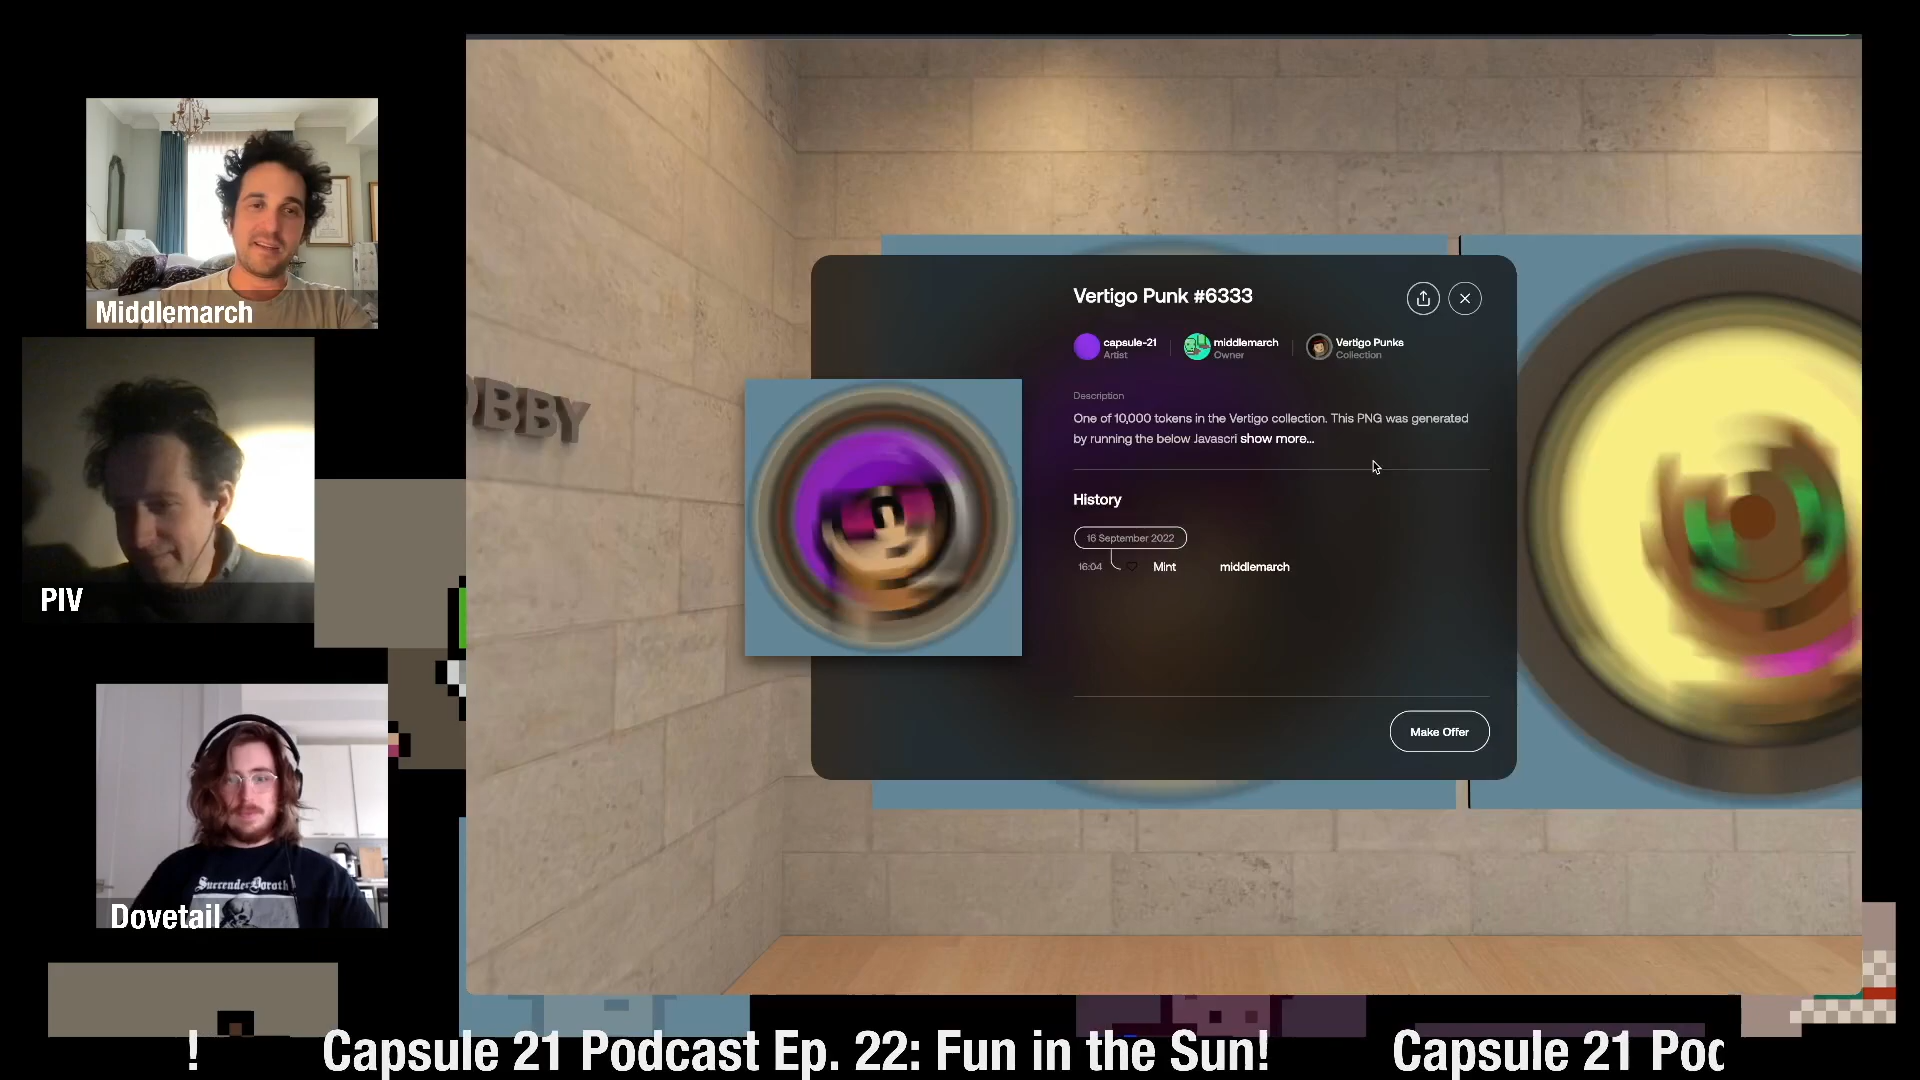 Middlemarch
PIV
Surrender Dorothy
Dovetail
OBBY
Vertigo Punk #6333
capsule-21
Artist
middlemarch
Owner
Vertigo Punks
Collection
Description
One of 10,000 tokens in the Vertigo collection. This PNG was generated
by running the below Javascri show more...
History
16 September 2022
16:04 Mint middlemarch
Make Offer
! Capsule 21 Podcast Ep. 22: Fun in the Sun! Capsule 21 Poc